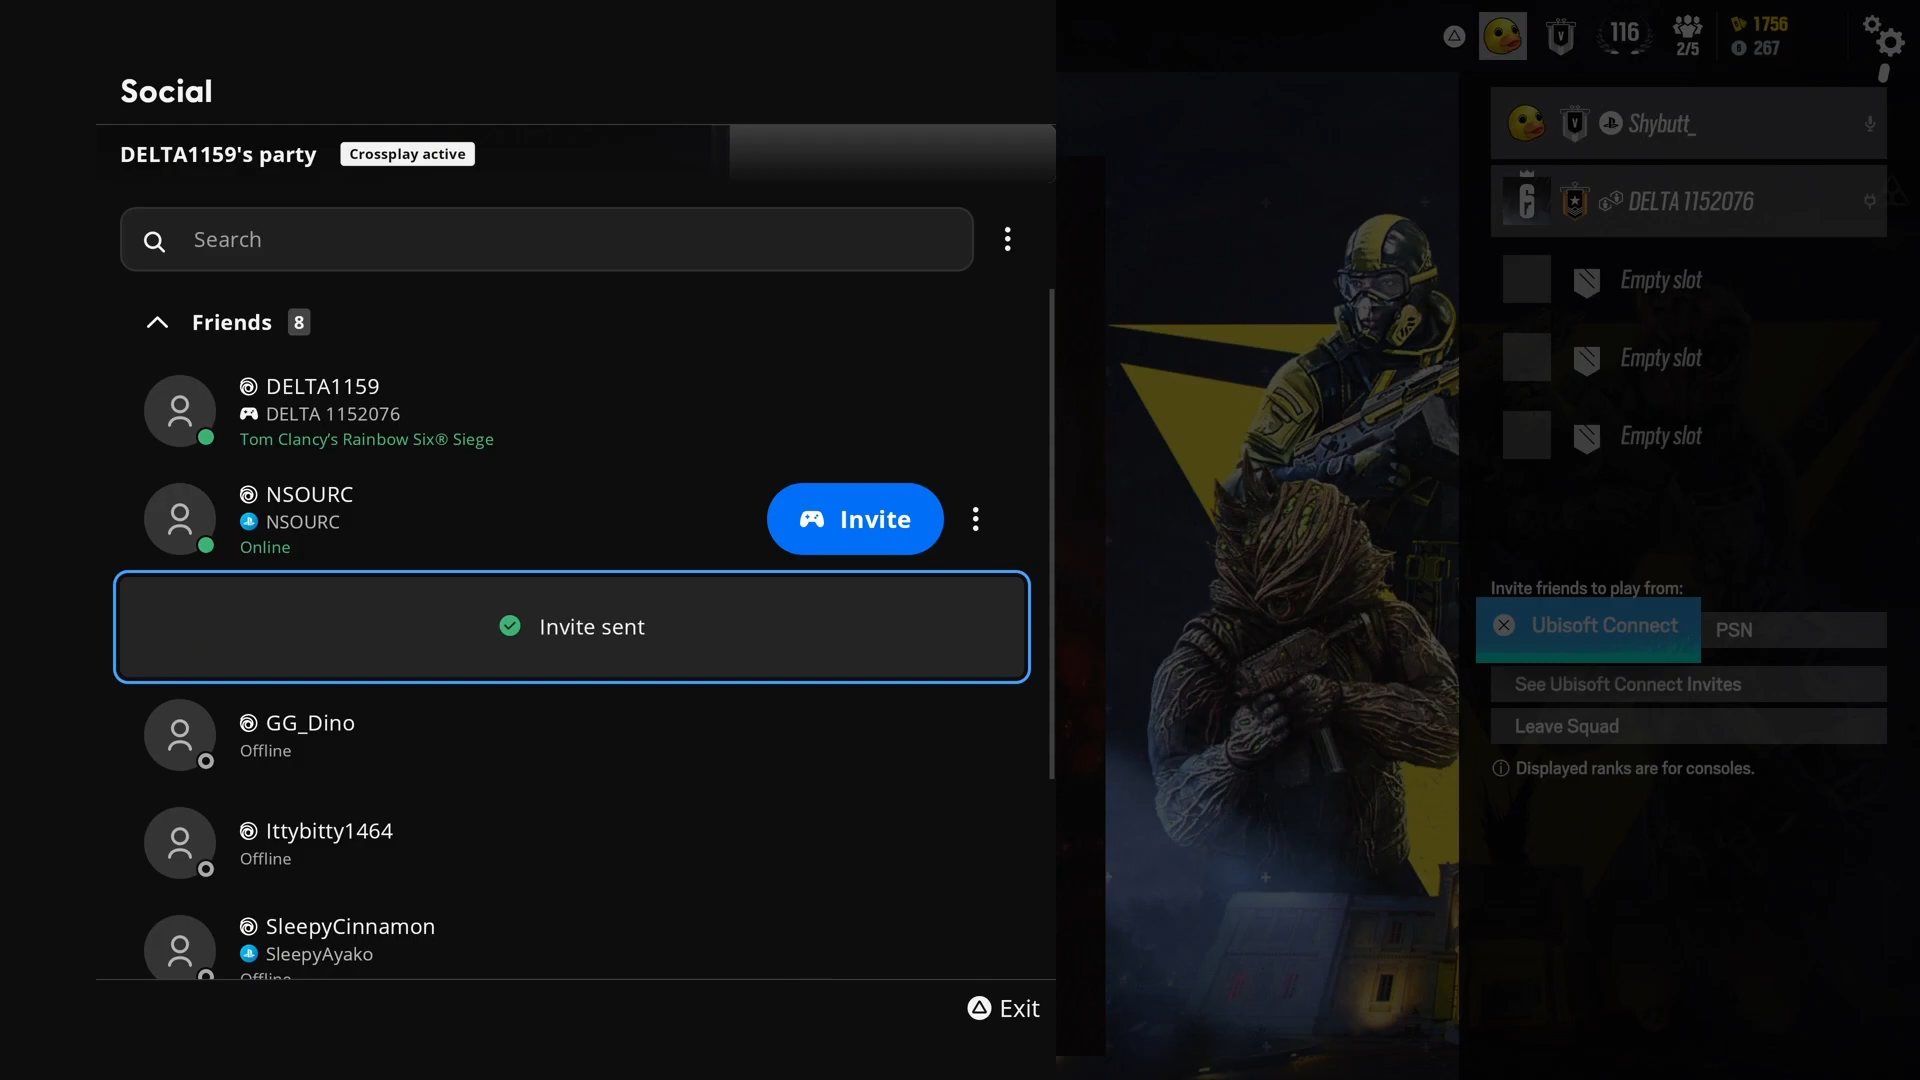 Social
DELTA1159's party
Crossplay active
Search
Friends 8
DELTA1159
DELTA 1152076
Tom Clancy's Rainbow Six® Siege
NSOURC
NSOURC
Online
Invite
Invite sent
GG_Dino
Offline
Ittybitty1464
Offline
SleepyCinnamon
SleepyAyako
Offline
Exit
V
116
2/5
1756
267
V
Shybutt_
6
DELTA 1152076
Empty slot
Empty slot
Empty slot
Invite friends to play from:
Ubisoft Connect
PSN
See Ubisoft Connect Invites
Leave Squad
Displayed ranks are for consoles.